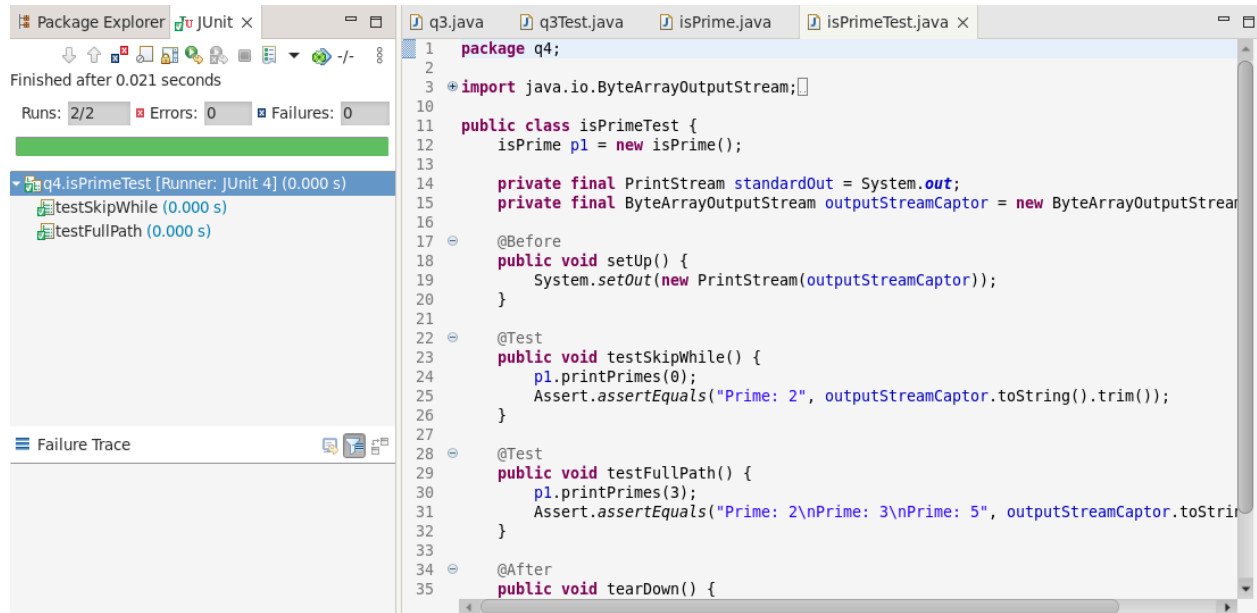 Package Explorer JUnit
q3.java q3Test.java isPrime.java isPrimeTest.java
Finished after 0.021 seconds
Runs: 2/2 Errors: 0 Failures: 0
q4.isPrimeTest [Runner: JUnit 4] (0.000 s)
testSkipWhile (0.000 s)
testFullPath (0.000 s)
Failure Trace
1 package q4;
2
3 import java.io.ByteArrayOutputStream;
10
11 public class isPrimeTest {
12 isPrime p1 = new isPrime();
13
14 private final PrintStream standardOut = System.out;
15 private final ByteArrayOutputStream outputStreamCaptor = new ByteArrayOutputStrea
16
17 @Before
18 public void setUp() {
19 System.setOut(new PrintStream(outputStreamCaptor));
20 }
21
22 @Test
23 public void testSkipWhile() {
24 p1.printPrimes(0);
25 Assert.assertEquals("Prime: 2", outputStreamCaptor.toString().trim());
26 }
27
28 @Test
29 public void testFullPath() {
30 p1.printPrimes(3);
31 Assert.assertEquals("Prime: 2\nPrime: 3\nPrime: 5", outputStreamCaptor.toStri
32 }
33
34 @After
35 public void tearDown() {